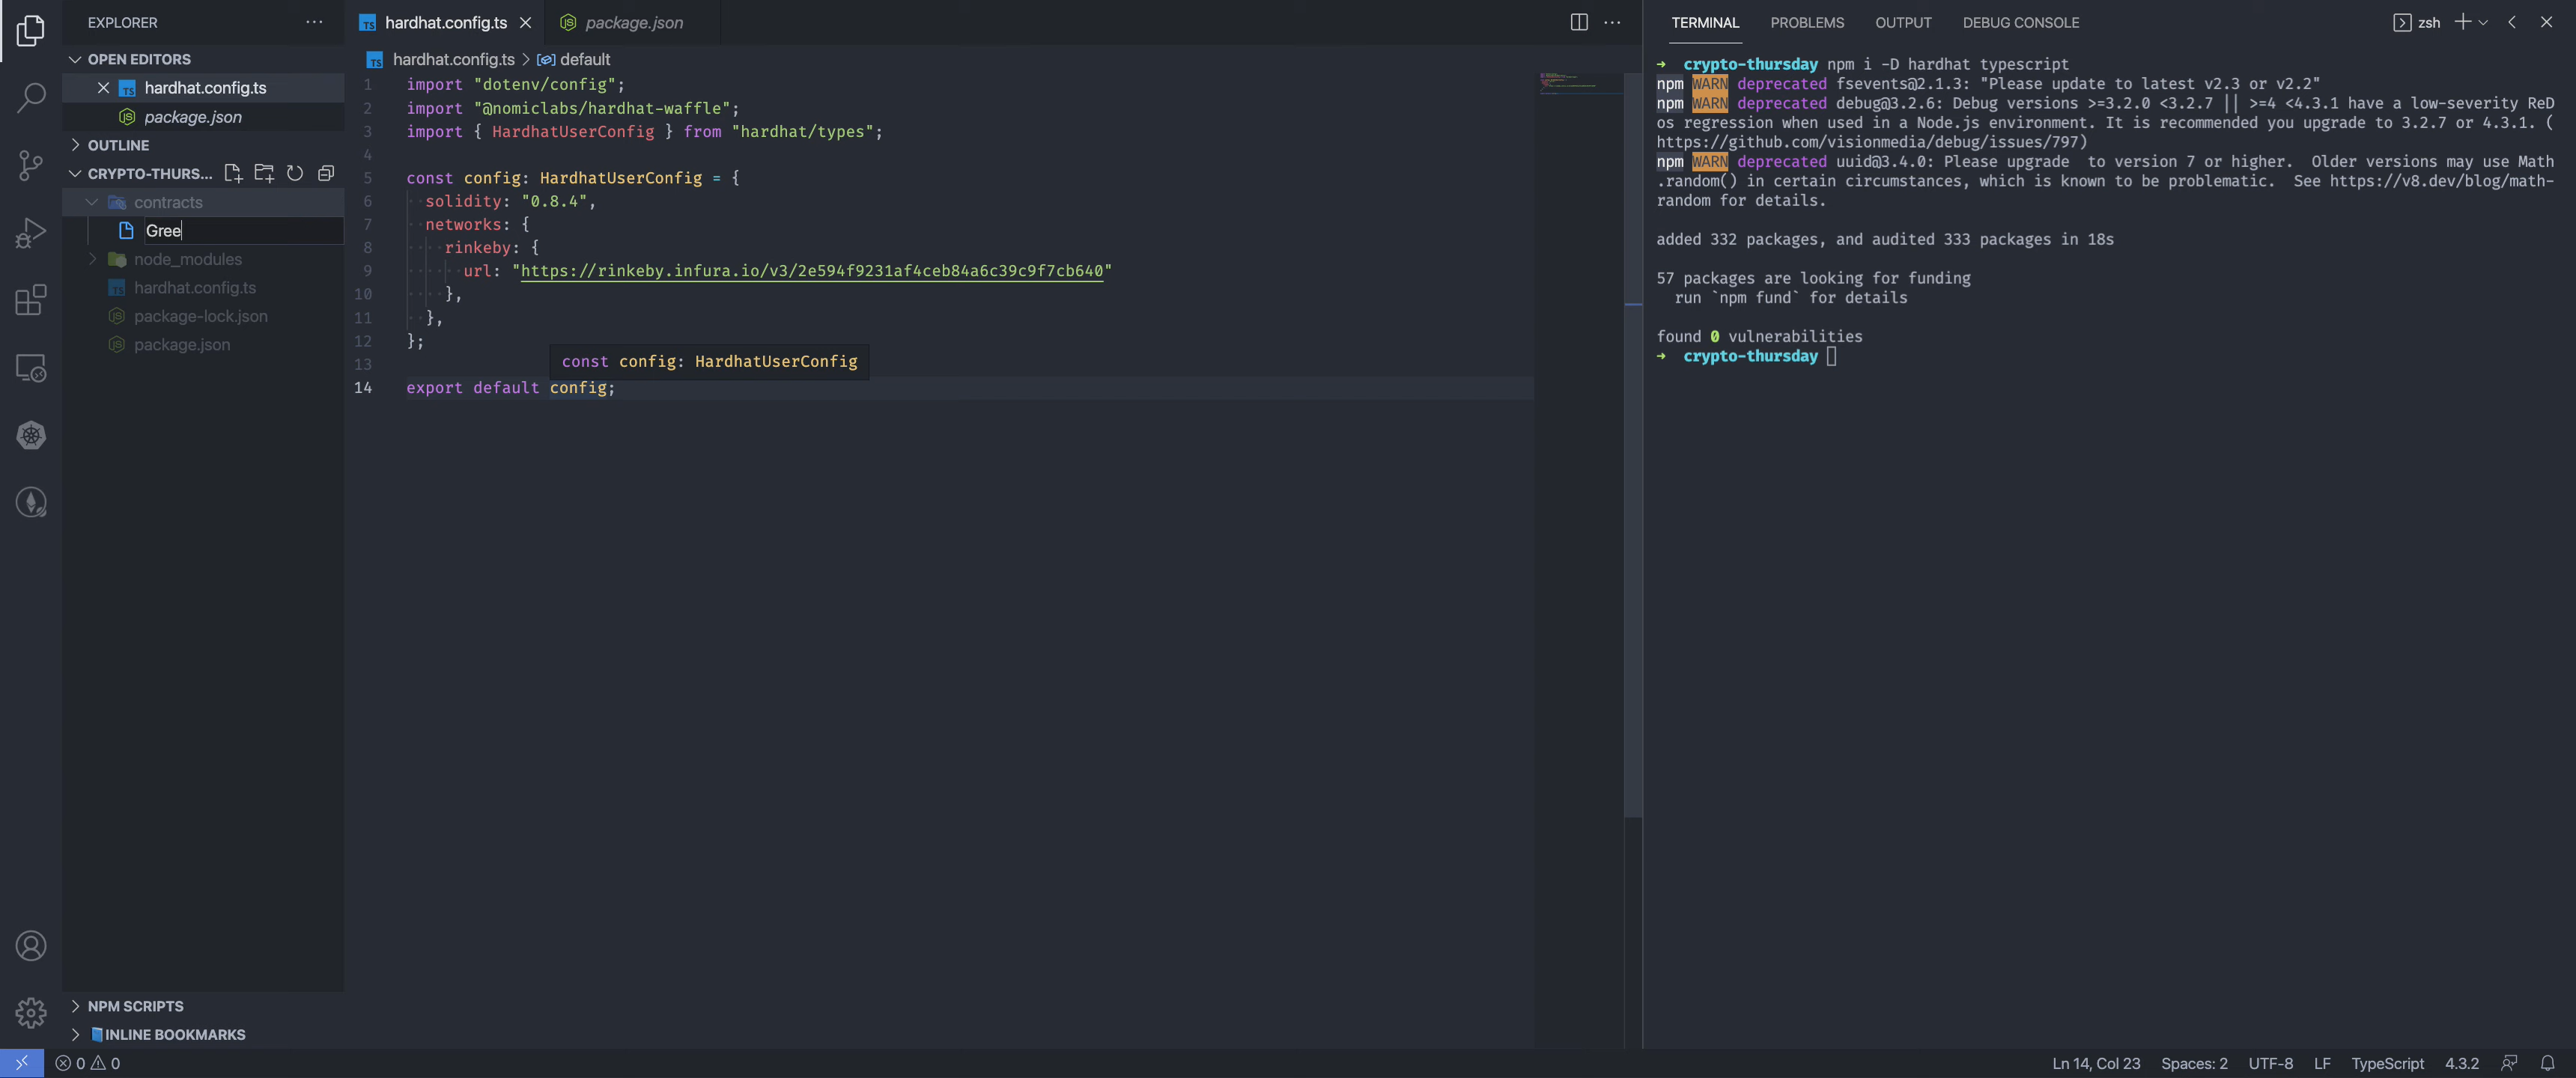 EXPLORER
OPEN EDITORS
hardhat.config.ts
package.json
OUTLINE
CRYPTO-THURS...
contracts
Gree
node_modules
hardhat.config.ts
package-lock.json
package.json
NPM SCRIPTS
INLINE BOOKMARKS
hardhat.config.ts
package.json
hardhat.config.ts > default
1 import "dotenv/config";
2 import "@nomiclabs/hardhat-waffle";
3 import { HardhatUserConfig } from "hardhat/types";
4
5 const config: HardhatUserConfig = {
6 solidity: "0.8.4",
7 networks: {
8 rinkeby: {
9 url: "https://rinkeby.infura.io/v3/2e594f9231af4ceb84a6c39c9f7cb640"
10 },
11 },
12 };
13
const config: HardhatUserConfig
14 export default config;
TERMINAL PROBLEMS OUTPUT DEBUG CONSOLE
zsh
→ crypto-thursday npm i -D hardhat typescript
npm WARN deprecated fsevents@2.1.3: "Please update to latest v2.3 or v2.2"
npm WARN deprecated debug@3.2.6: Debug versions >=3.2.0 <3.2.7 || >=4 <4.3.1 have a low-severity ReD
os regression when used in a Node.js environment. It is recommended you upgrade to 3.2.7 or 4.3.1. (
https://github.com/visionmedia/debug/issues/797)
npm WARN deprecated uuid@3.4.0: Please upgrade  to version 7 or higher.  Older versions may use Math
.random() in certain circumstances, which is known to be problematic.  See https://v8.dev/blog/math-
random for details.
added 332 packages, and audited 333 packages in 18s
57 packages are looking for funding
run `npm fund` for details
found 0 vulnerabilities
→ crypto-thursday
0 0
Ln 14, Col 23 Spaces: 2 UTF-8 LF TypeScript 4.3.2